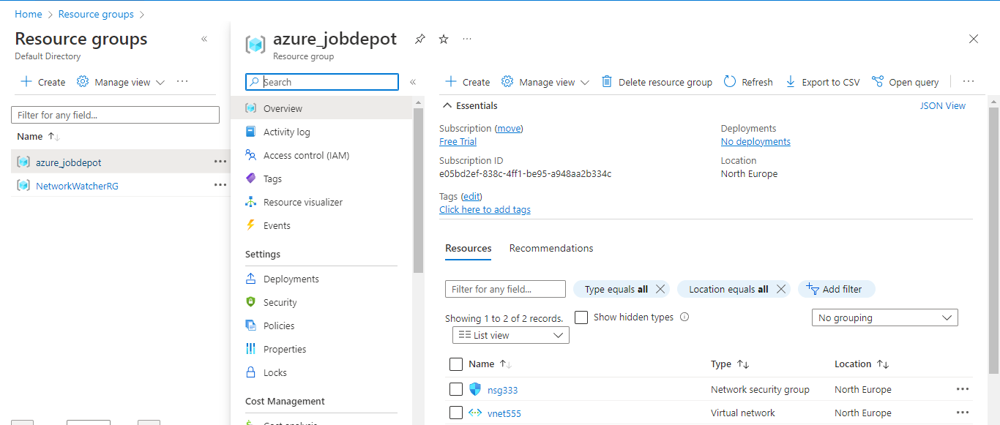 Home > Resource groups >
Resource groups «
Default Directory
+ Create Manage view ...
Filter for any field...
Name ↑↓
azure_jobdepot ...
NetworkWatcherRG ...
azure_jobdepot ...
Resource group
Search «
Overview
Activity log
Access control (IAM)
Tags
Resource visualizer
Events
Settings
Deployments
Security
Policies
Properties
Locks
Cost Management
Cost analysis
+ Create Manage view Delete resource group Refresh Export to CSV Open query ...
Essentials JSON View
Subscription (move)
Free Trial
Subscription ID
e05bd2ef-838c-4ff1-be95-a948aa2b334c
Deployments
No deployments
Location
North Europe
Tags (edit)
Click here to add tags
Resources Recommendations
Filter for any field... Type equals all Location equals all Add filter
Showing 1 to 2 of 2 records. Show hidden types No grouping
List view
Name ↑↓ Type ↑↓ Location ↑↓
nsg333 Network security group North Europe ...
vnet555 Virtual network North Europe ...